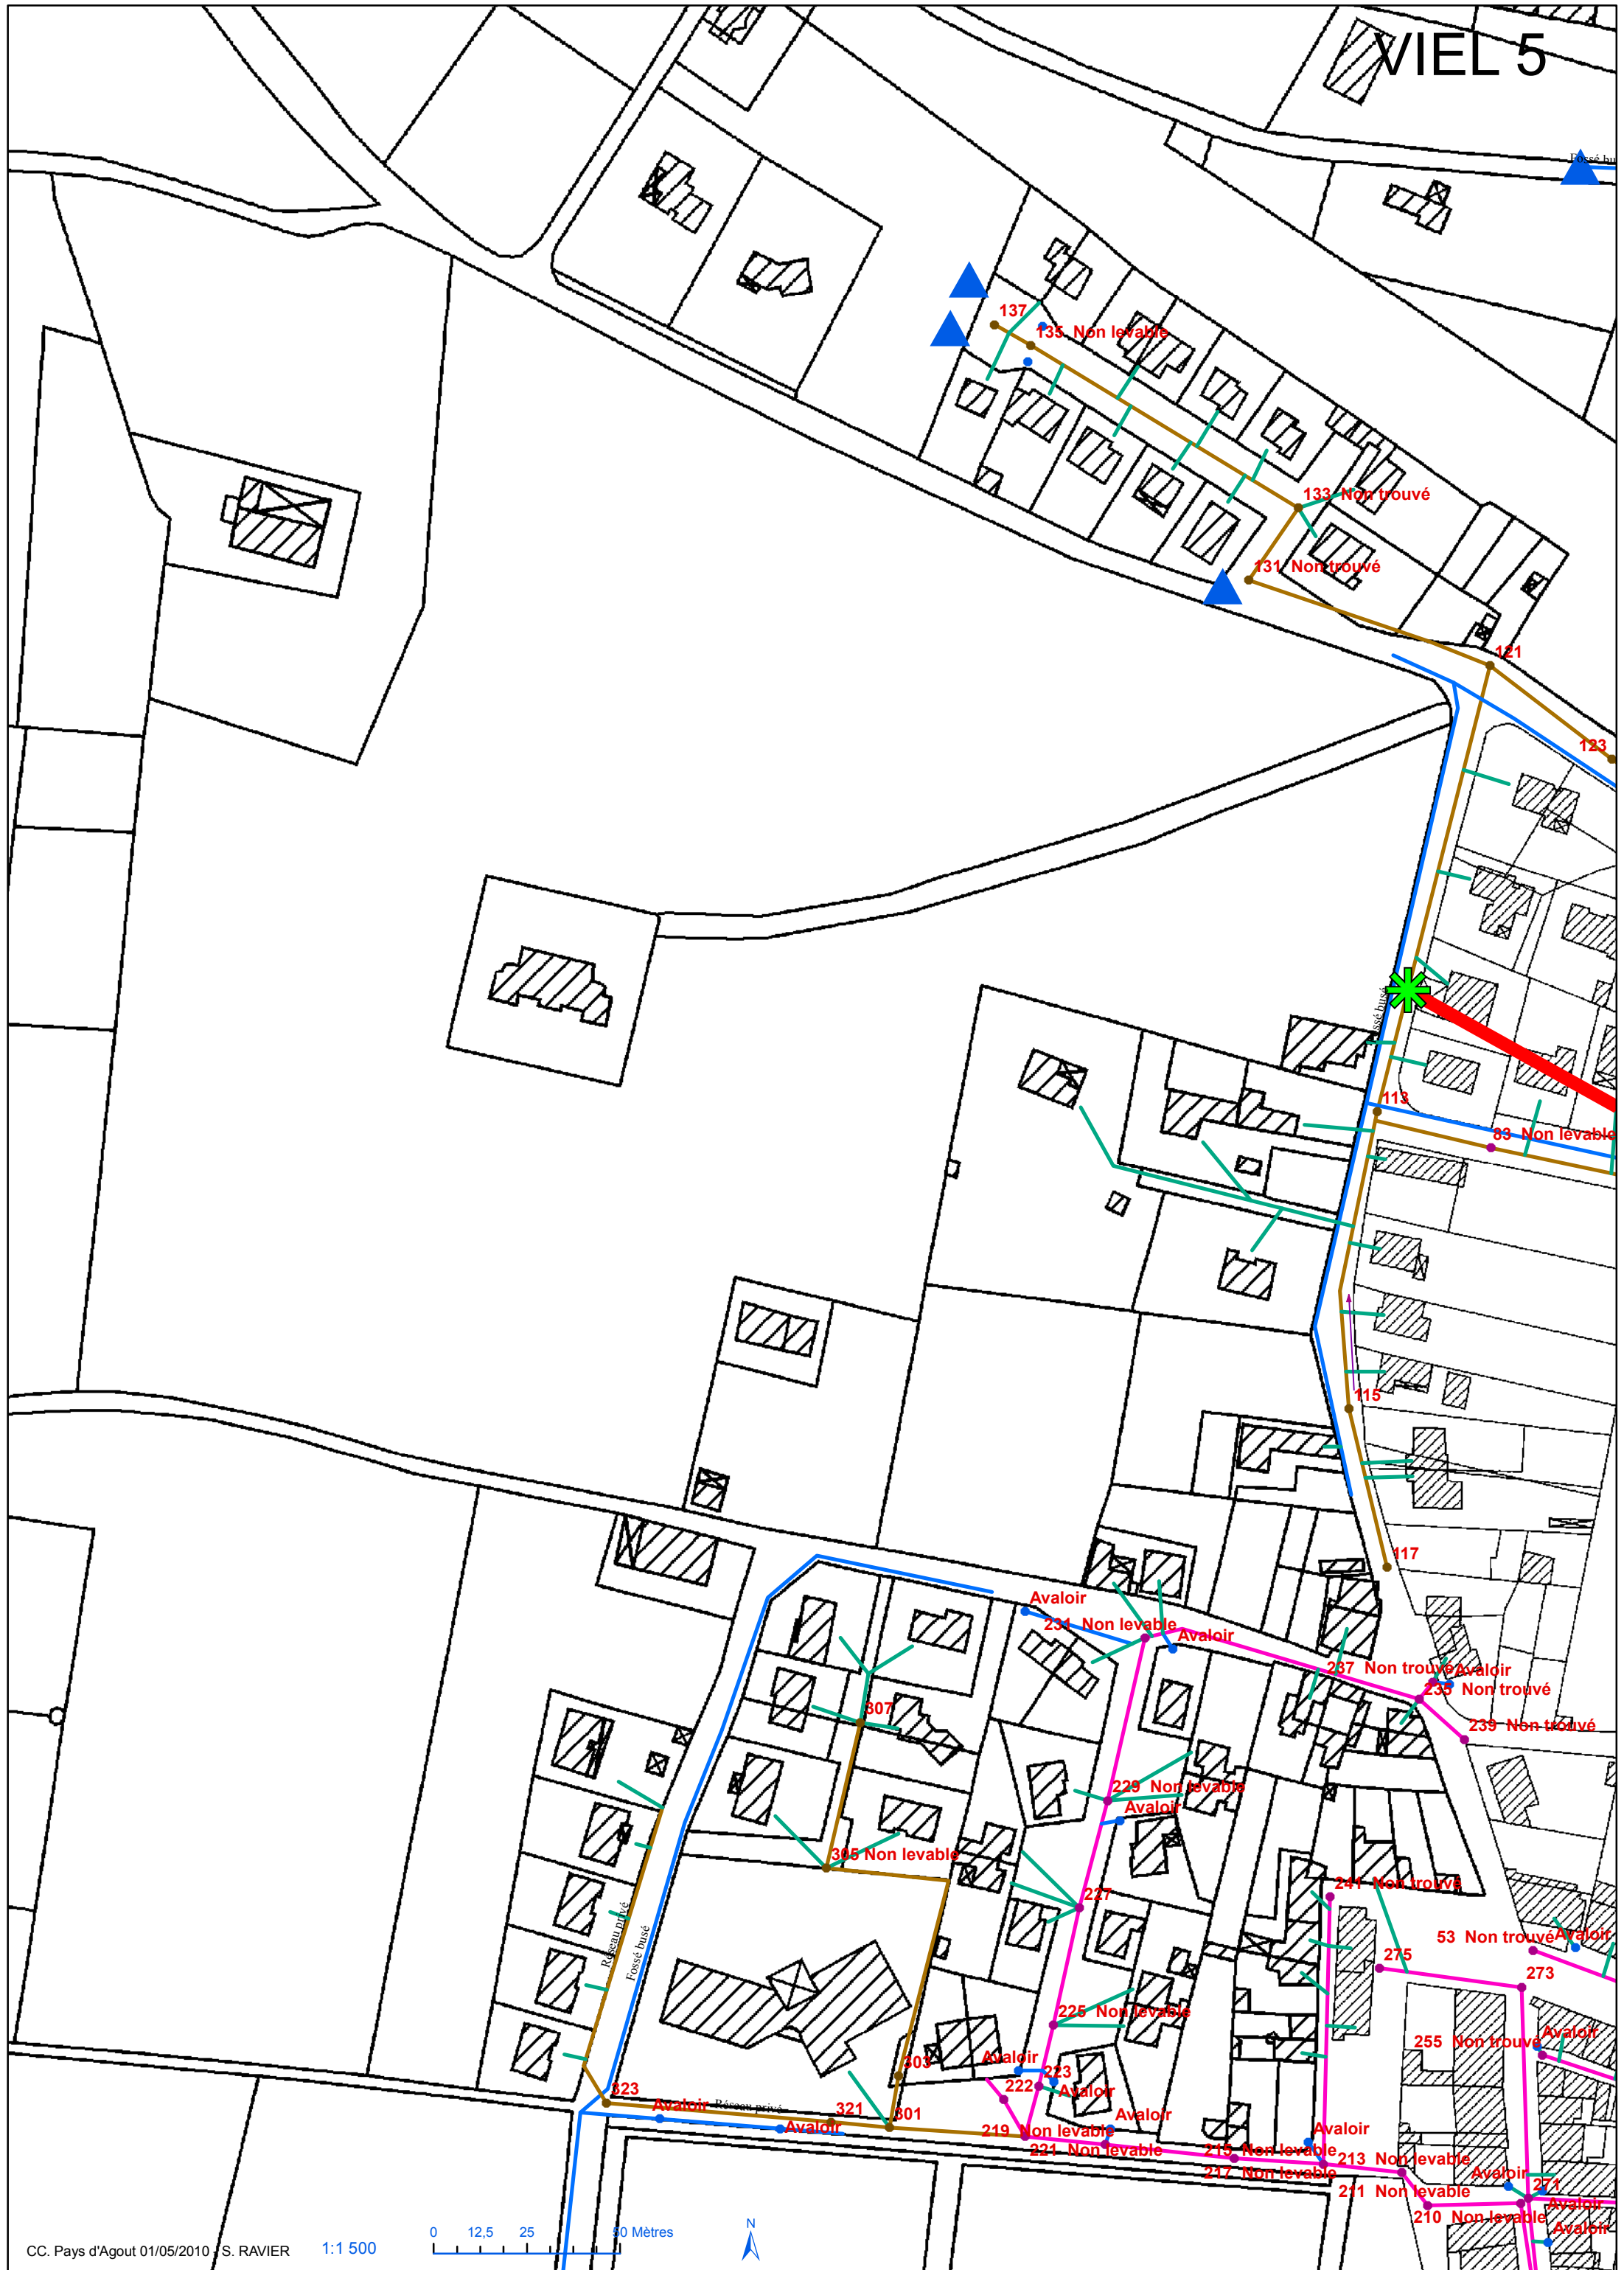 VIEL 5
137
135 Non levable
133 Non trouvé
131 Non trouvé
121
123
113
83 Non levable
115
117
Avaloir
231 Non levable
Avaloir
237 Non trouvé
Avaloir
235 Non trouvé
307
239 Non trouvé
229 Non levable
Avaloir
305 Non levable
241 Non trouvé
227
Réseau privé
Fossé busé
53 Non trouvé
Avaloir
275
273
225 Non levable
255 Non trouvé
Avaloir
Avaloir
303
223
222
Avaloir
323
Avaloir
Réseau privé
321
301
Avaloir
219 Non levable
Avaloir
221 Non levable
Avaloir
215 Non levable
213 Non levable
217 Non levable
Avaloir
271
211 Non levable
Avaloir
210 Non levable
Avaloir
N
0 12,5 25 50 Mètres
1:1 500
CC. Pays d'Agout 01/05/2010 S. RAVIER